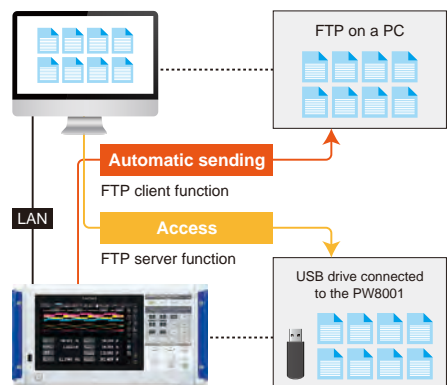 FTP on a PC
Automatic sending
FTP client function
LAN
Access
FTP server function
USB drive connected
to the PW8001